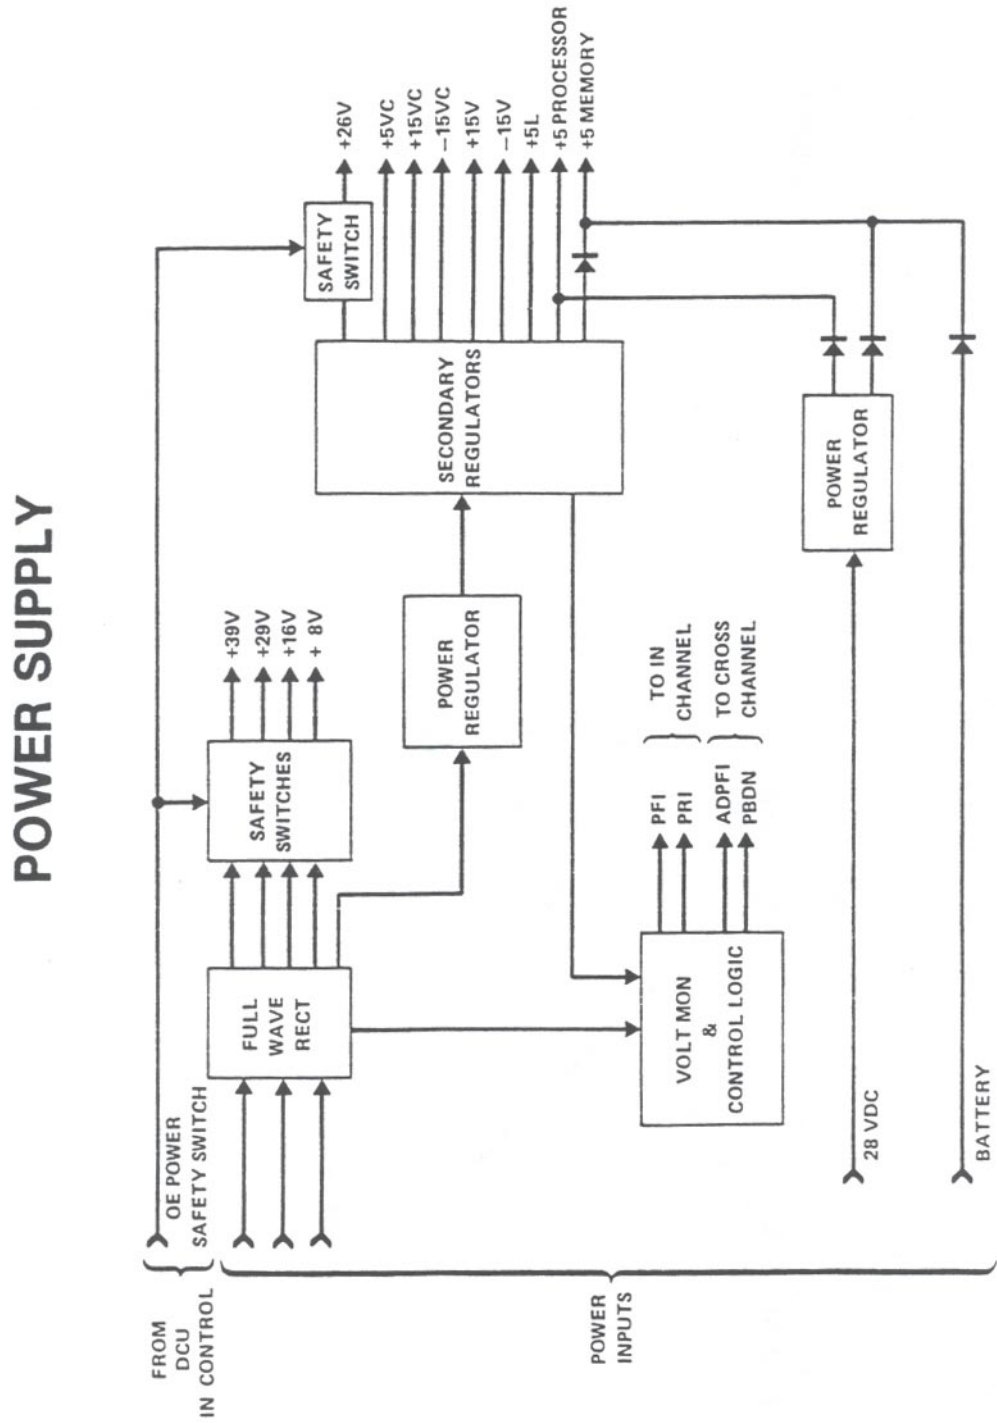 POWER SUPPLY
FROM
DCU
IN CONTROL
OE POWER
SAFETY SWITCH
POWER
INPUTS
FULL
WAVE
RECT
SAFETY
SWITCHES
+39V
+29V
+16V
+ 8V
POWER
REGULATOR
SECONDARY
REGULATORS
SAFETY
SWITCH
+26V
+5VC
+15VC
−15VC
+15V
−15V
+5L
+5 PROCESSOR
+5 MEMORY
VOLT MON
&
CONTROL LOGIC
PFI
PRI
TO IN
CHANNEL
ADPFI
PBDN
TO CROSS
CHANNEL
28 VDC
POWER
REGULATOR
BATTERY